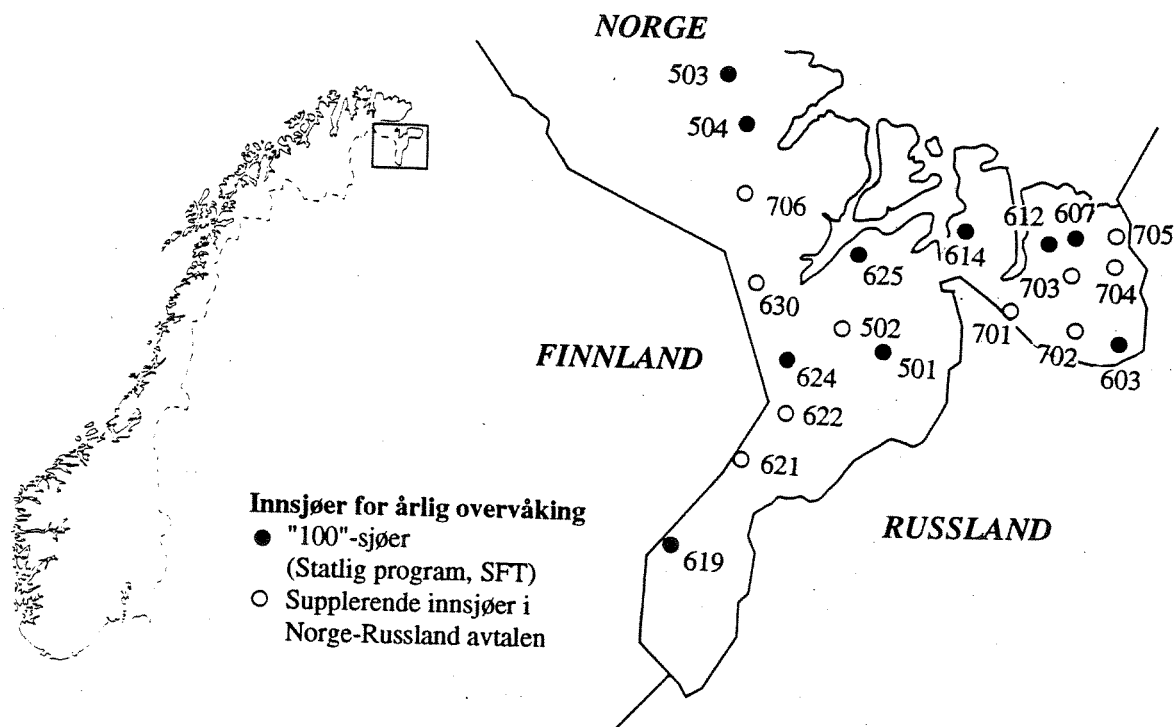 NORGE
503
504
706
612 607
705
614
625
703
704
630
502
701
702
FINNLAND
501
603
624
622
621
Innsjøer for årlig overvåking
RUSSLAND
"100"-sjøer
619
(Statlig program, SFT)
Supplerende innsjøer i
Norge-Russland avtalen